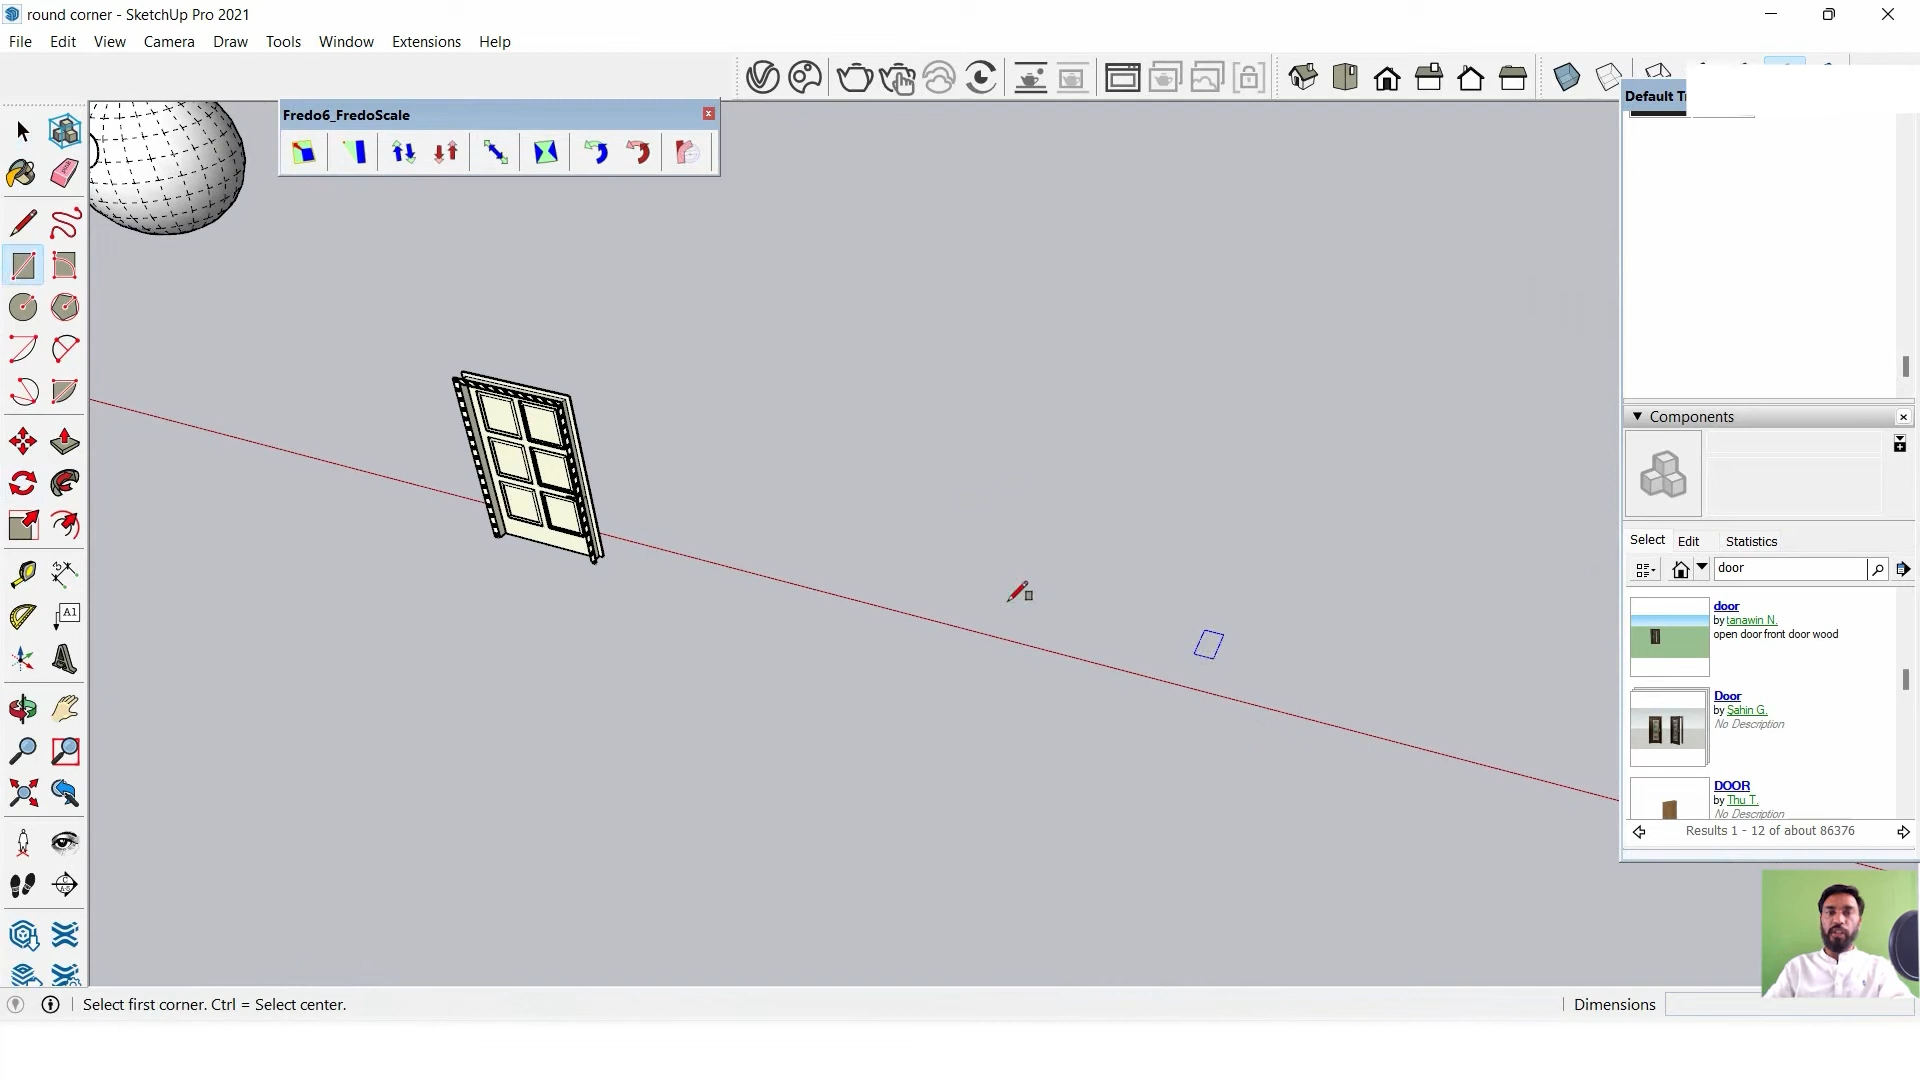 round corner - SketchUp Pro 2021
File Edit View Camera Draw Tools Window Extensions Help
Fredo6_FredoScale
Default Tr
Components
Select Edit Statistics
door
door
by tanawin N.
open door front door wood
Door
by Sahin G.
No Description
DOOR
by Thu T.
No Description
Results 1 - 12 of about 86376
A1
Select first corner. Ctrl = Select center.
Dimensions